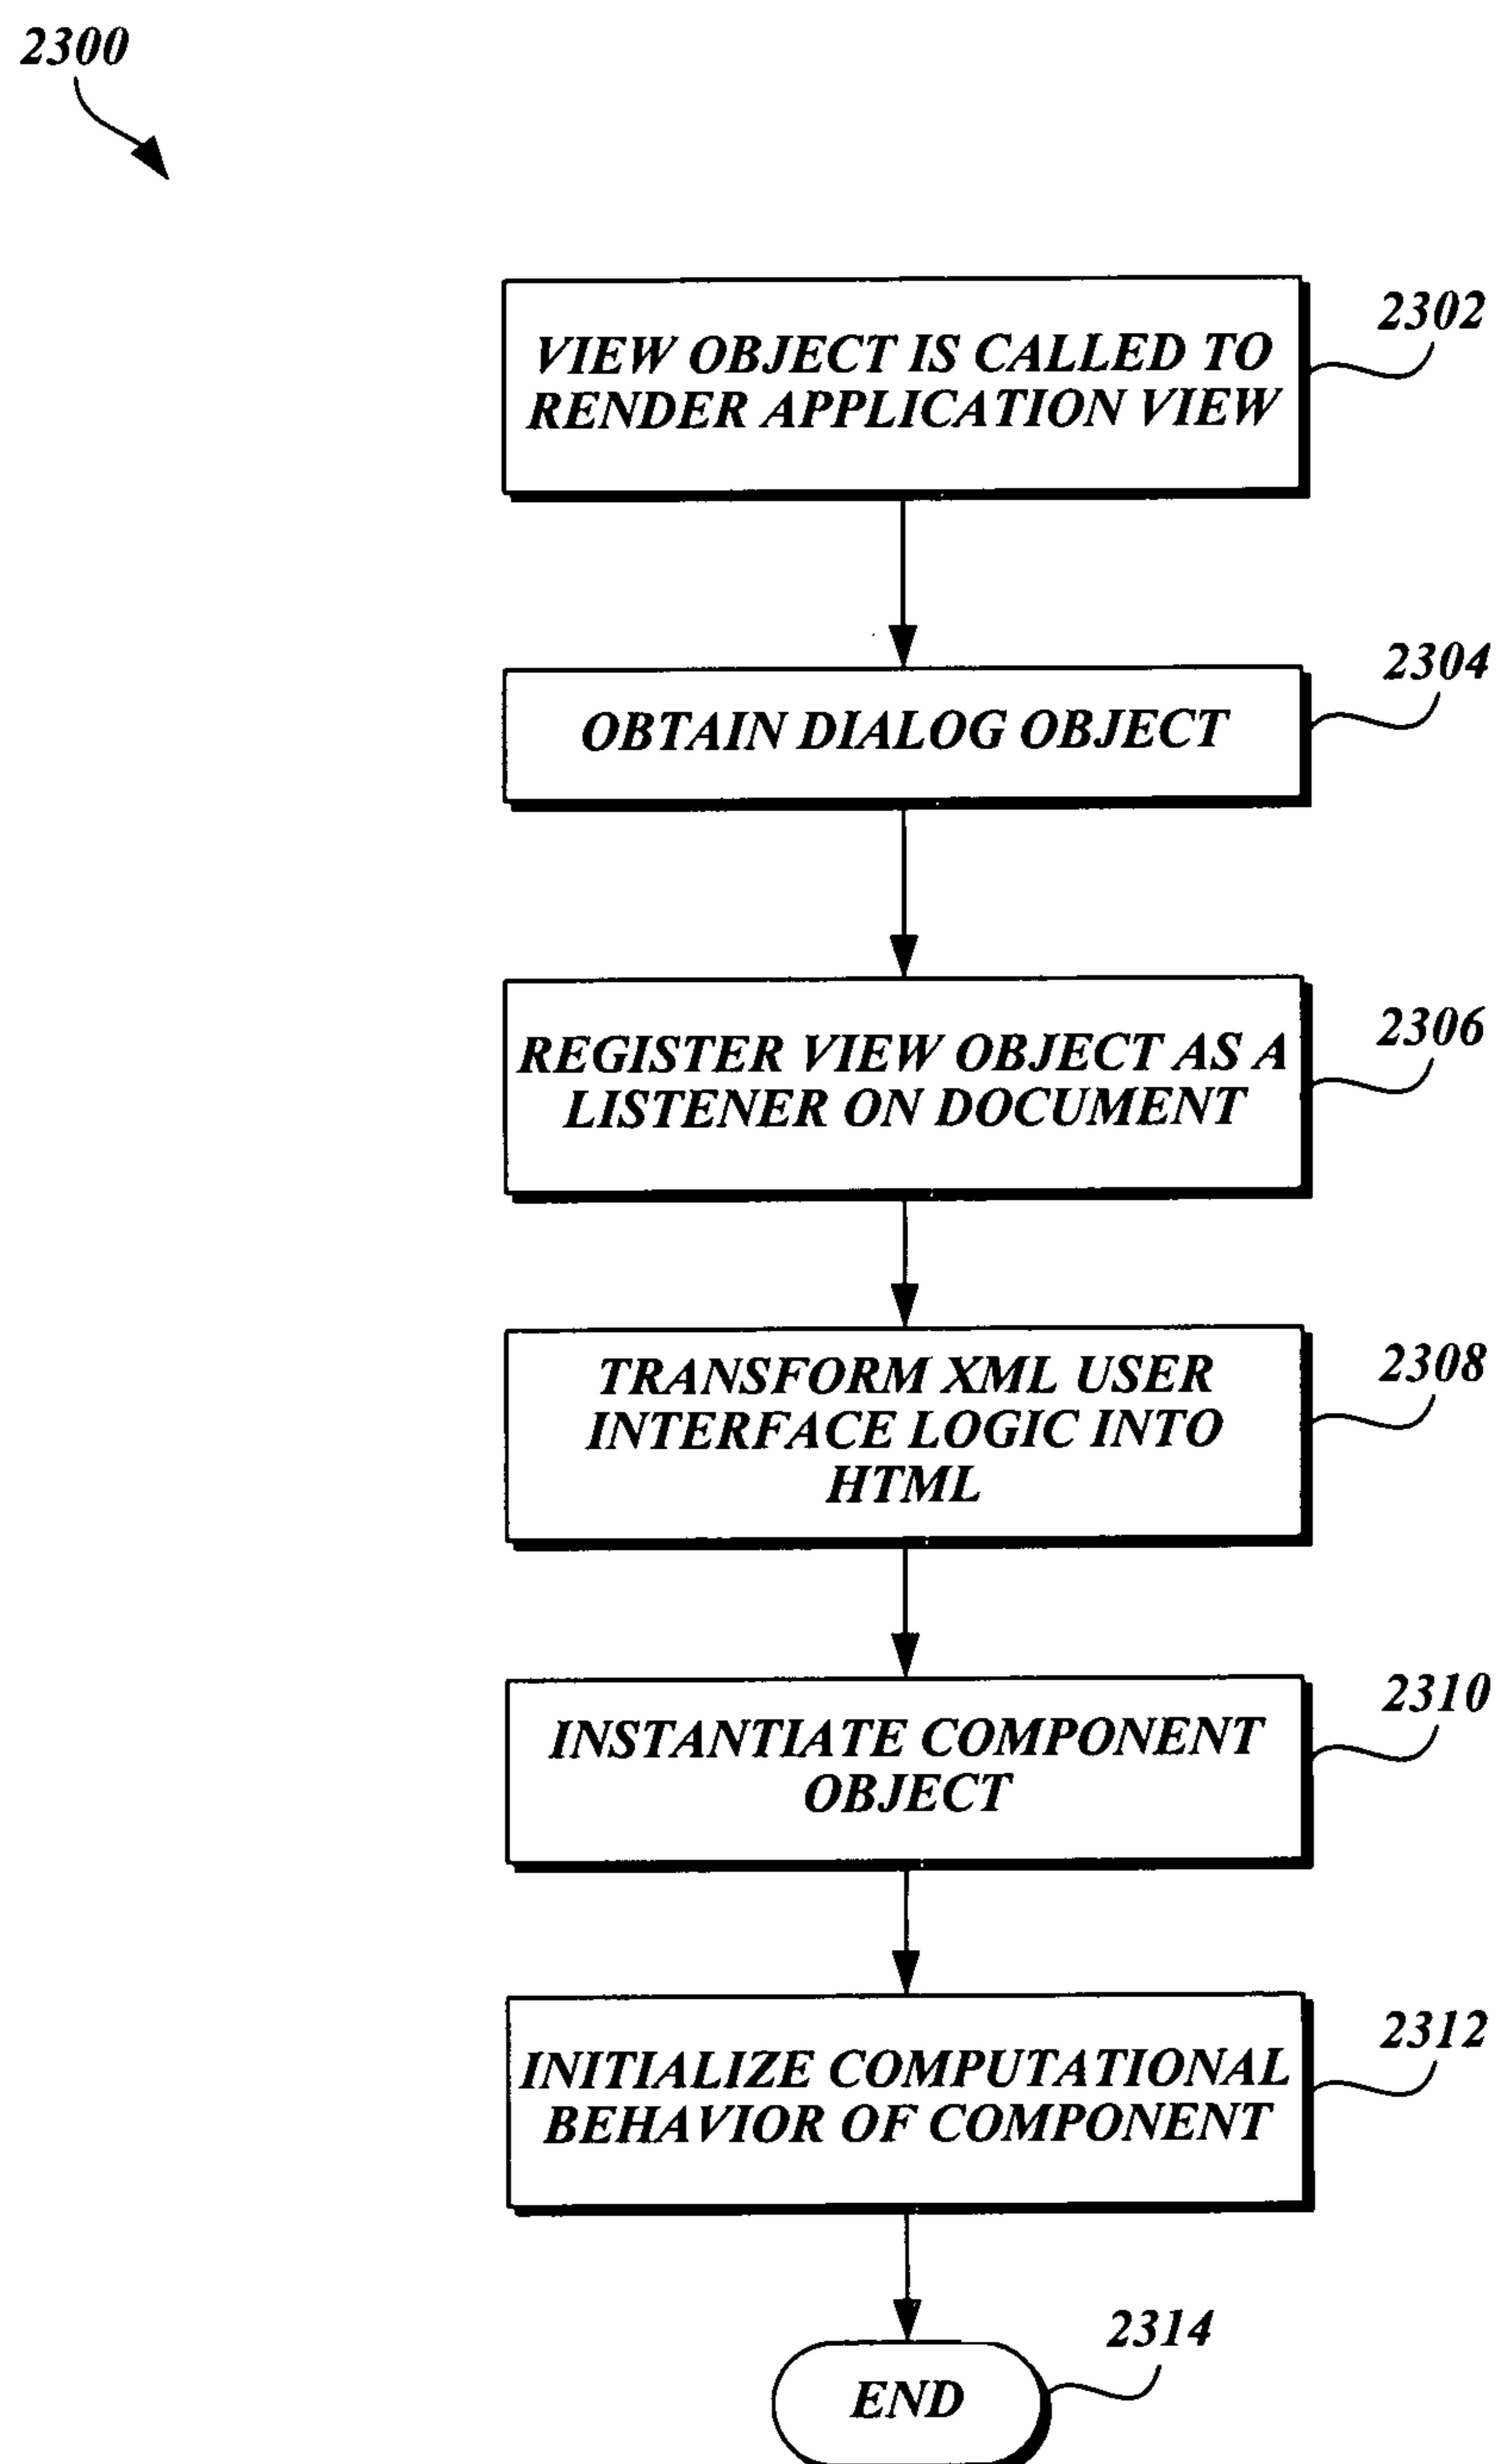 2300
2302
VIEW OBJECT IS CALLED TO
RENDER APPLICATION VIEW
2304
OBTAIN DIALOG OBJECT
2306
REGISTER VIEW OBJECT AS A
LISTENER ON DOCUMENT
2308
TRANSFORM XML USER
INTERFACE LOGIC INTO
HTML
2310
INSTANTIATE COMPONENT
OBJECT
2312
INITIALIZE COMPUTATIONAL
BEHAVIOR OF COMPONENT
2314
END